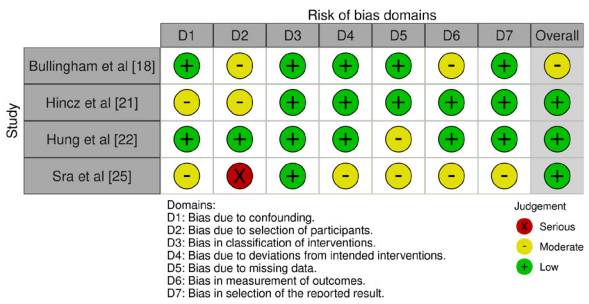 Risk of bias domains
D1 D2 D3 D4 D5 D6 D7 Overall
Study
Bullingham et al [18] + - + + + - + -
Hincz et al [21] - - + + + + + +
Hung et al [22] + + + + - + + +
Sra et al [25] - X + - - - - +
Domains:
D1: Bias due to confounding.
D2: Bias due to selection of participants.
D3: Bias in classification of interventions.
D4: Bias due to deviations from intended interventions.
D5: Bias due to missing data.
D6: Bias in measurement of outcomes.
D7: Bias in selection of the reported result.
Judgement
X Serious
- Moderate
+ Low